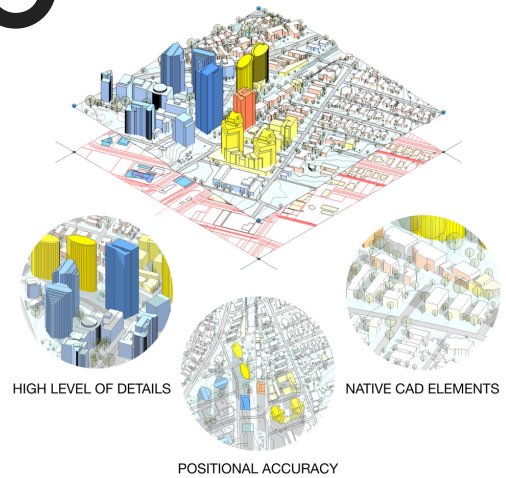 HIGH LEVEL OF DETAILS
NATIVE CAD ELEMENTS
POSITIONAL ACCURACY